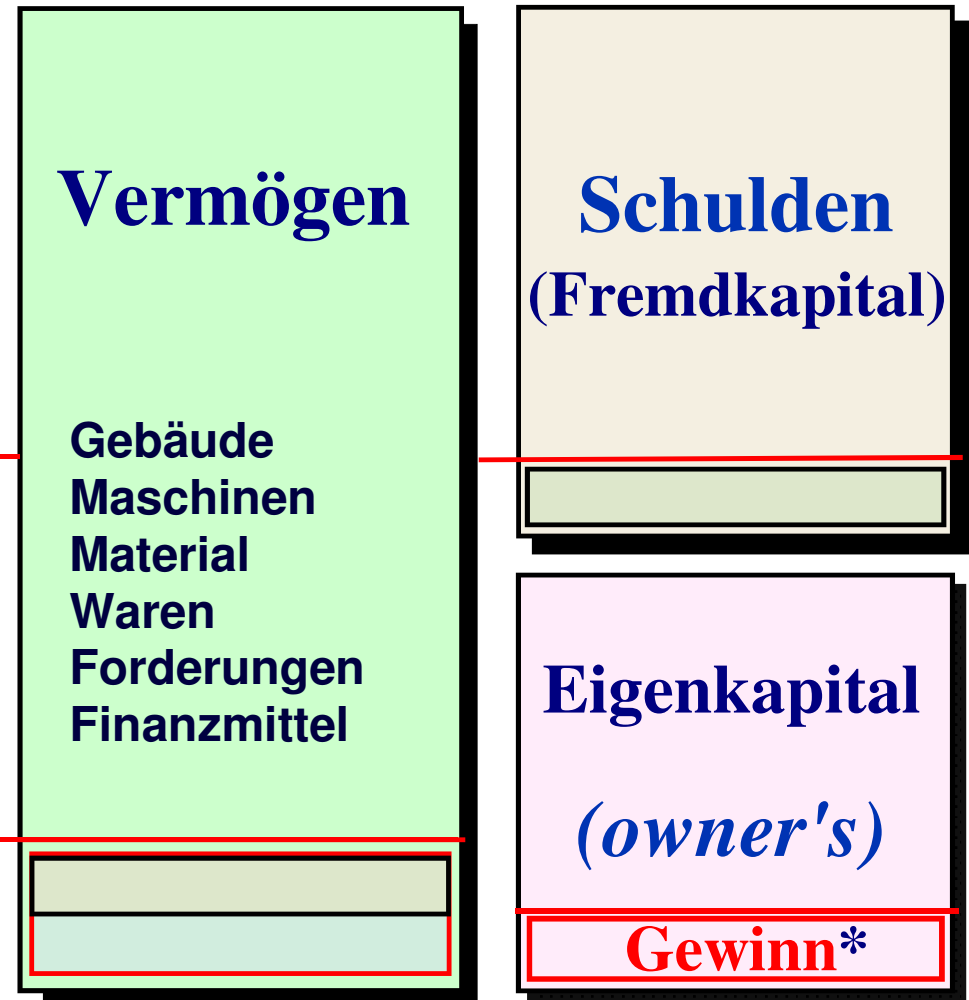 Vermögen
Gebäude
Maschinen
Material
Waren
Forderungen
Finanzmittel
Schulden
(Fremdkapital)
Eigenkapital
(owner's)
Gewinn*